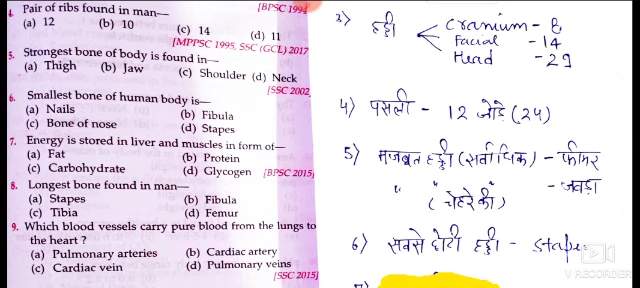 4. Pair of ribs found in man—
[BPSC 1994
(a) 12 (b) 10 (c) 14 (d) 11
[MPPSC 1995, SSC (GCL) 2017
5. Strongest bone of body is found in—
(a) Thigh (b) Jaw (c) Shoulder (d) Neck
[SSC 2002
6. Smallest bone of human body is—
(a) Nails (b) Fibula
(c) Bone of nose (d) Stapes
7. Energy is stored in liver and muscles in form of—
(a) Fat (b) Protein
(c) Carbohydrate (d) Glycogen [BPSC 2015]
8. Longest bone found in man—
(a) Stapes (b) Fibula
(c) Tibia (d) Femur
9. Which blood vessels carry pure blood from the lungs to
the heart ?
(a) Pulmonary arteries (b) Cardiac artery
(c) Cardiac vein (d) Pulmonary veins
[SSC 2015]
3) हड्डी < Cranium - 8
Facial - 14
Head - 29
4) पसली - 12 जोड़े (24)
5) मजबूत हड्डी (सर्वाधिक) - फीमर
" " (चेहरे की) - जबड़ा
6) सबसे छोटी हड्डी - stapes
V RECORDER